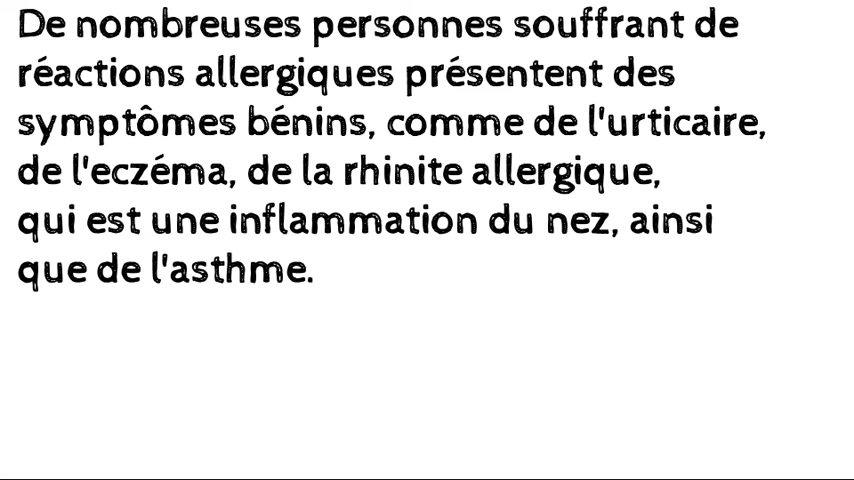 De nombreuses personnes souffrant de
réactions allergiques présentent des
symptômes bénins, comme de l'urticaire,
de l'eczéma, de la rhinite allergique,
qui est une inflammation du nez, ainsi
que de l'asthme.